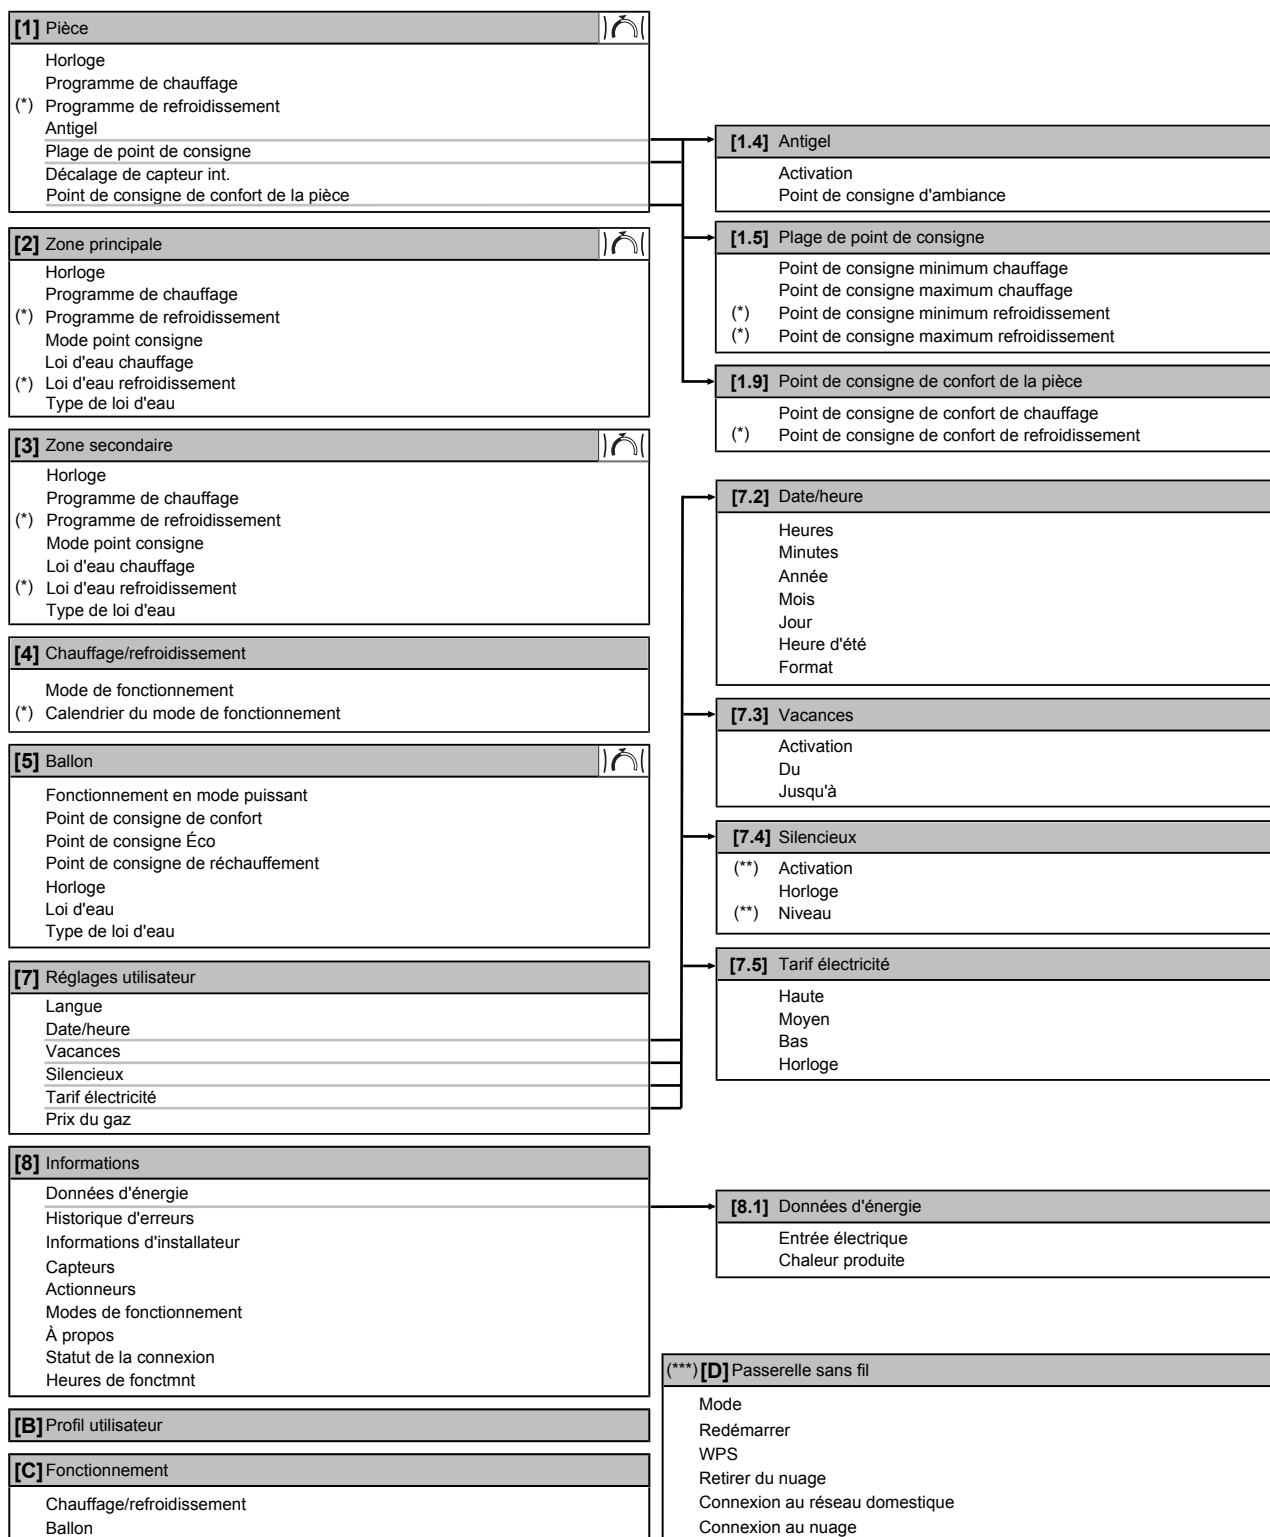 [1] Pièce
Horloge
Programme de chauffage
(*) Programme de refroidissement
Antigel
Plage de point de consigne
Décalage de capteur int.
Point de consigne de confort de la pièce
[2] Zone principale
Horloge
Programme de chauffage
(*) Programme de refroidissement
Mode point consigne
Loi d'eau chauffage
(*) Loi d'eau refroidissement
Type de loi d'eau
[3] Zone secondaire
Horloge
Programme de chauffage
(*) Programme de refroidissement
Mode point consigne
Loi d'eau chauffage
(*) Loi d'eau refroidissement
Type de loi d'eau
[4] Chauffage/refroidissement
Mode de fonctionnement
(*) Calendrier du mode de fonctionnement
[5] Ballon
Fonctionnement en mode puissant
Point de consigne de confort
Point de consigne Éco
Point de consigne de réchauffement
Horloge
Loi d'eau
Type de loi d'eau
[7] Réglages utilisateur
Langue
Date/heure
Vacances
Silencieux
Tarif électricité
Prix du gaz
[8] Informations
Données d'énergie
Historique d'erreurs
Informations d'installateur
Capteurs
Actionneurs
Modes de fonctionnement
À propos
Statut de la connexion
Heures de fonctmnt
[B] Profil utilisateur
[C] Fonctionnement
Chauffage/refroidissement
Ballon
[1.4] Antigel
Activation
Point de consigne d'ambiance
[1.5] Plage de point de consigne
Point de consigne minimum chauffage
Point de consigne maximum chauffage
(*) Point de consigne minimum refroidissement
(*) Point de consigne maximum refroidissement
[1.9] Point de consigne de confort de la pièce
Point de consigne de confort de chauffage
(*) Point de consigne de confort de refroidissement
[7.2] Date/heure
Heures
Minutes
Année
Mois
Jour
Heure d'été
Format
[7.3] Vacances
Activation
Du
Jusqu'à
[7.4] Silencieux
(**) Activation
Horloge
(**) Niveau
[7.5] Tarif électricité
Haute
Moyen
Bas
Horloge
[8.1] Données d'énergie
Entrée électrique
Chaleur produite
(***) [D] Passerelle sans fil
Mode
Redémarrer
WPS
Retirer du nuage
Connexion au réseau domestique
Connexion au nuage